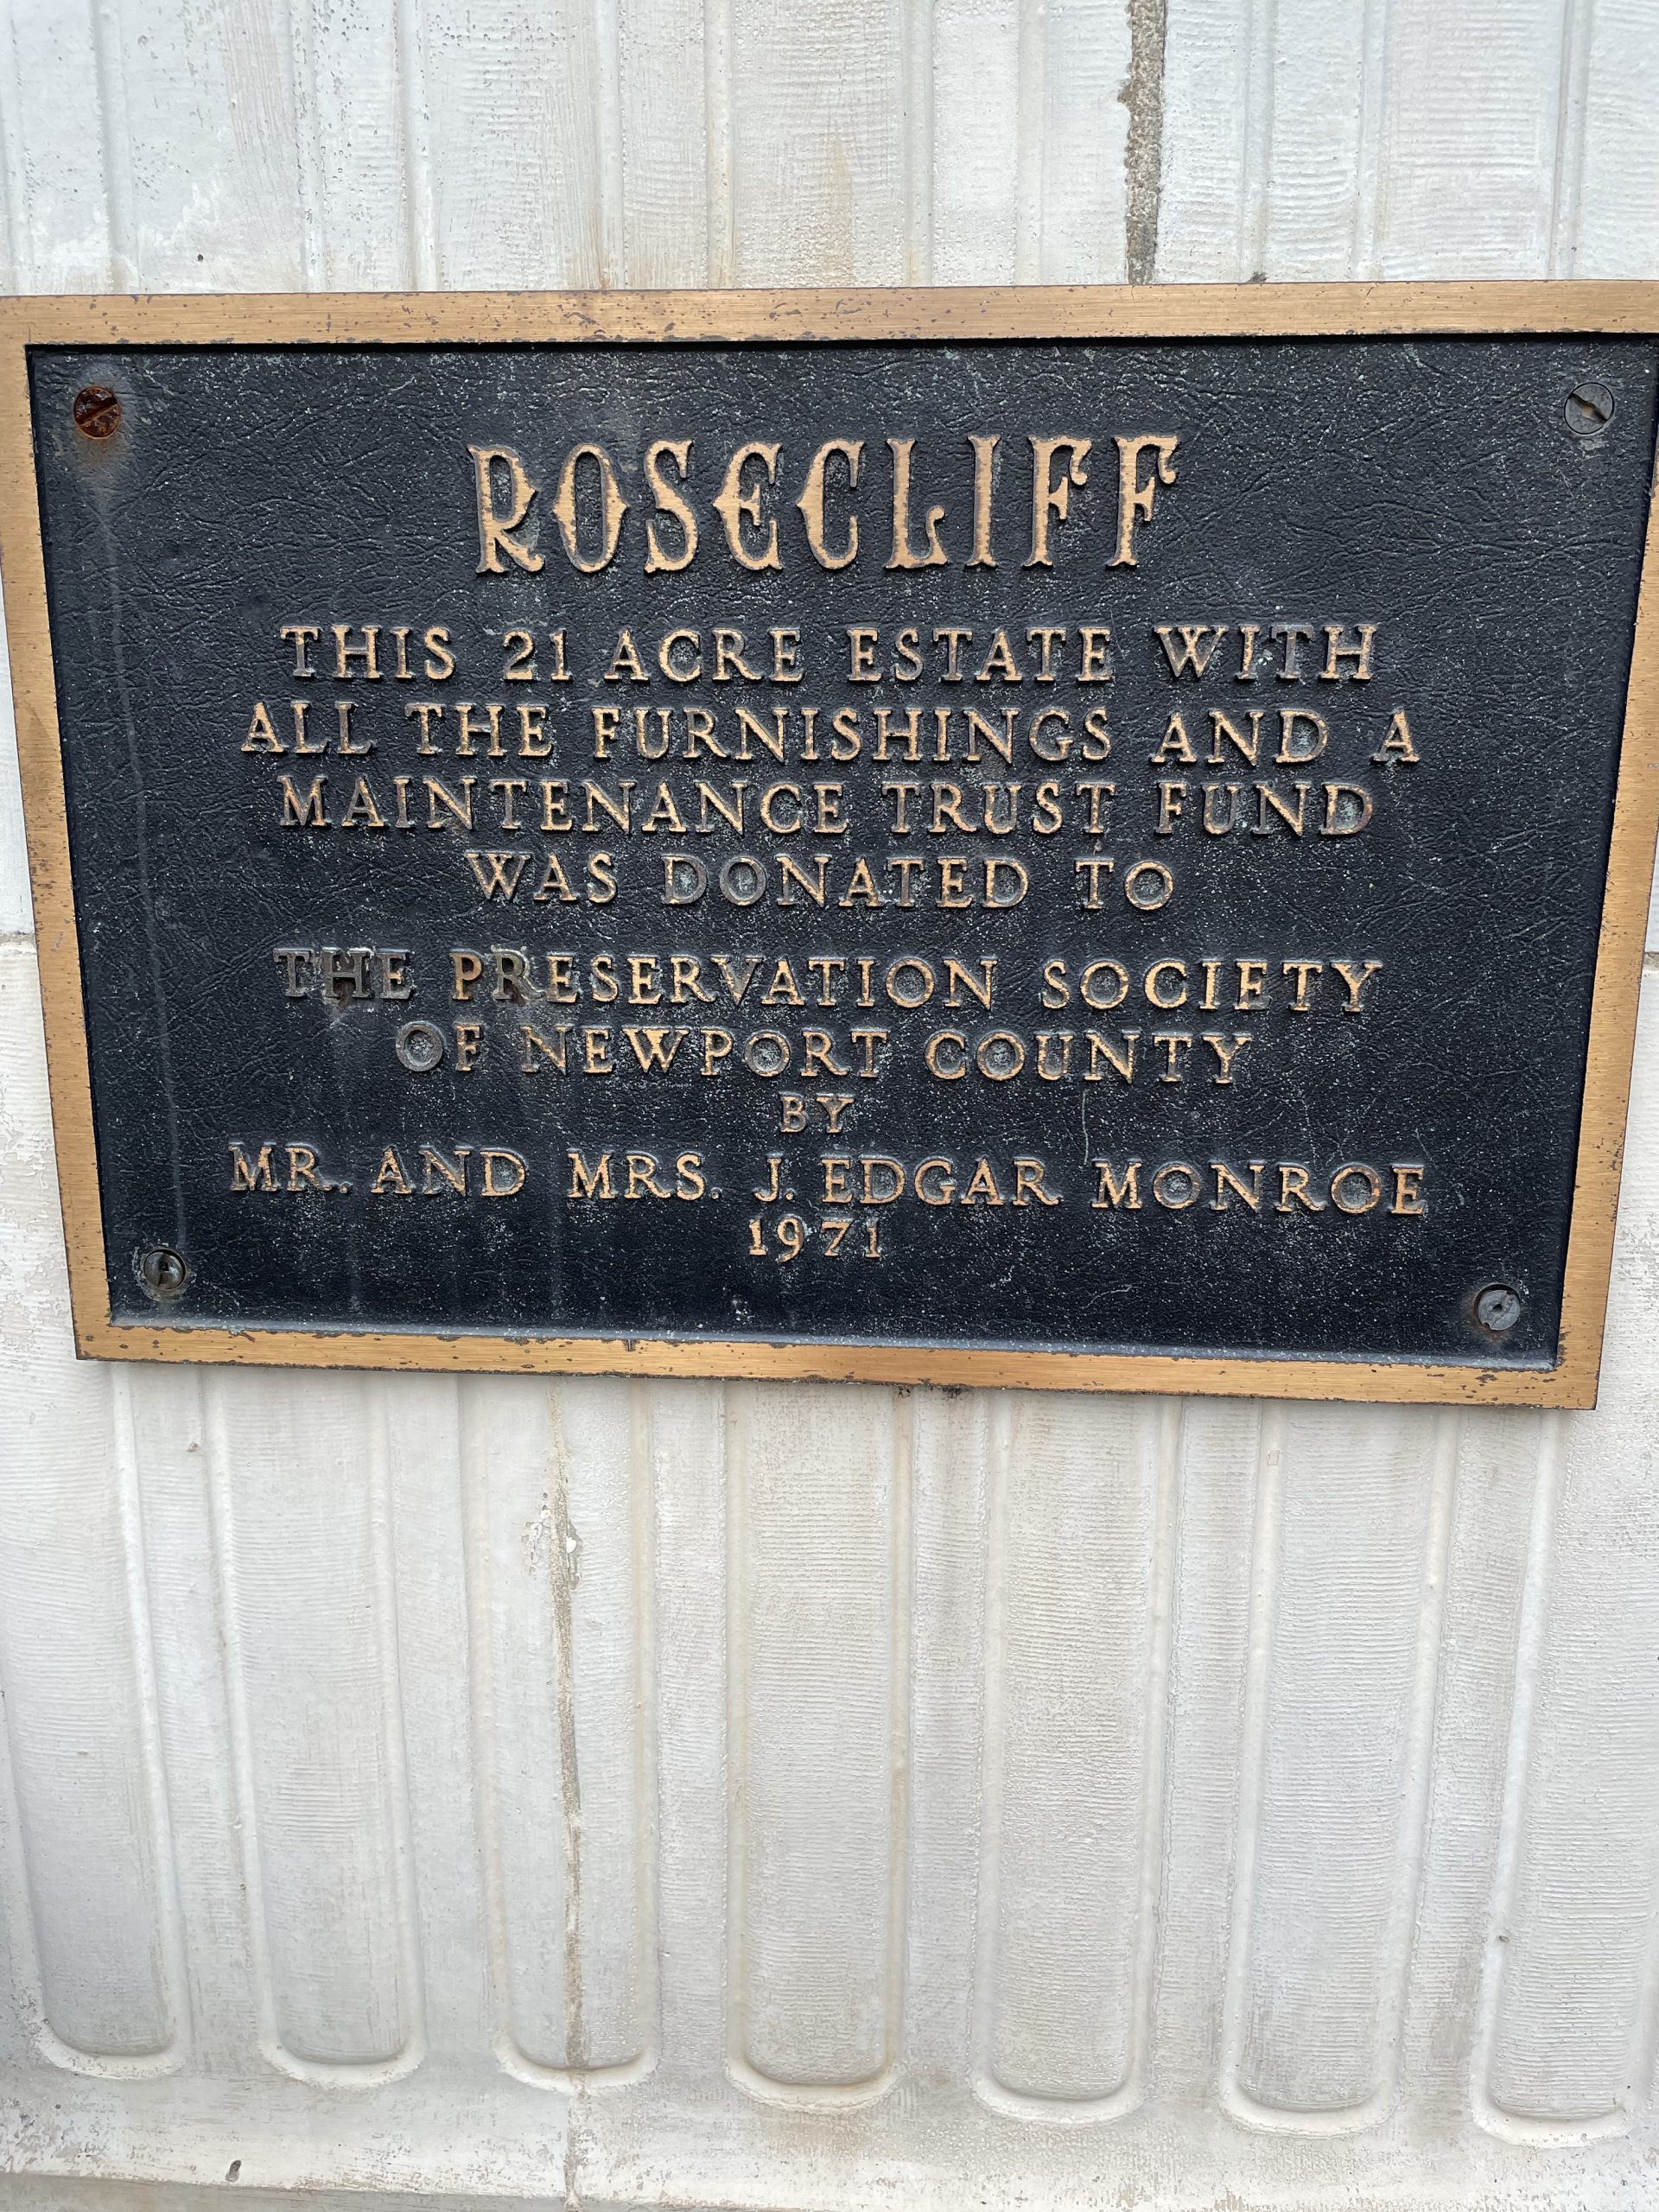 ROSECLIFF
THIS 21 ACRE ESTATE WITH
ALL THE FURNISHINGS AND A
MAINTENANCE TRUST FUND
WAS DONATED TO
THE PRESERVATION SOCIETY
OF NEWPORT COUNTY
BY
MR. AND MRS. J. EDGAR MONROE
1971